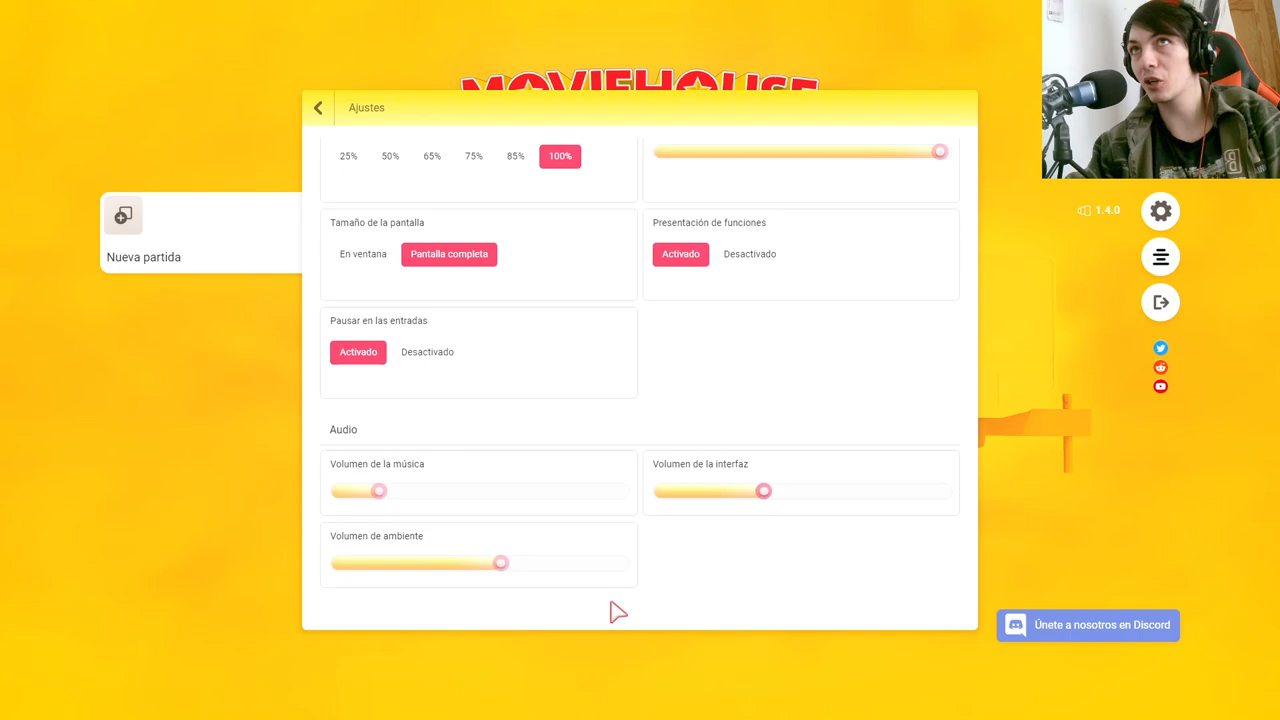 MOVIEHOUSE
Ajustes
25% 50% 65% 75% 85% 100%
Tamaño de la pantalla
En ventana Pantalla completa
Presentación de funciones
Activado Desactivado
Pausar en las entradas
Activado Desactivado
Audio
Volumen de la música
Volumen de la interfaz
Volumen de ambiente
Nueva partida
1.4.0
Únete a nosotros en Discord